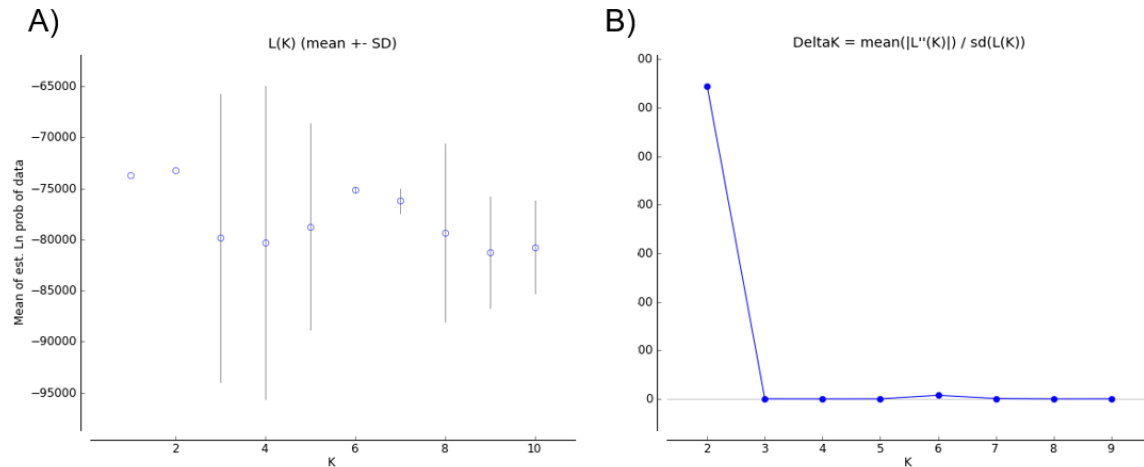 A)
L(K) (mean +- SD)
Mean of est. Ln prob of data
−65000
−70000
−75000
−80000
−85000
−90000
−95000
2 4 6 8 10
K
B)
DeltaK = mean(|L''(K)|) / sd(L(K))
0
2 3 4 5 6 7 8 9
K